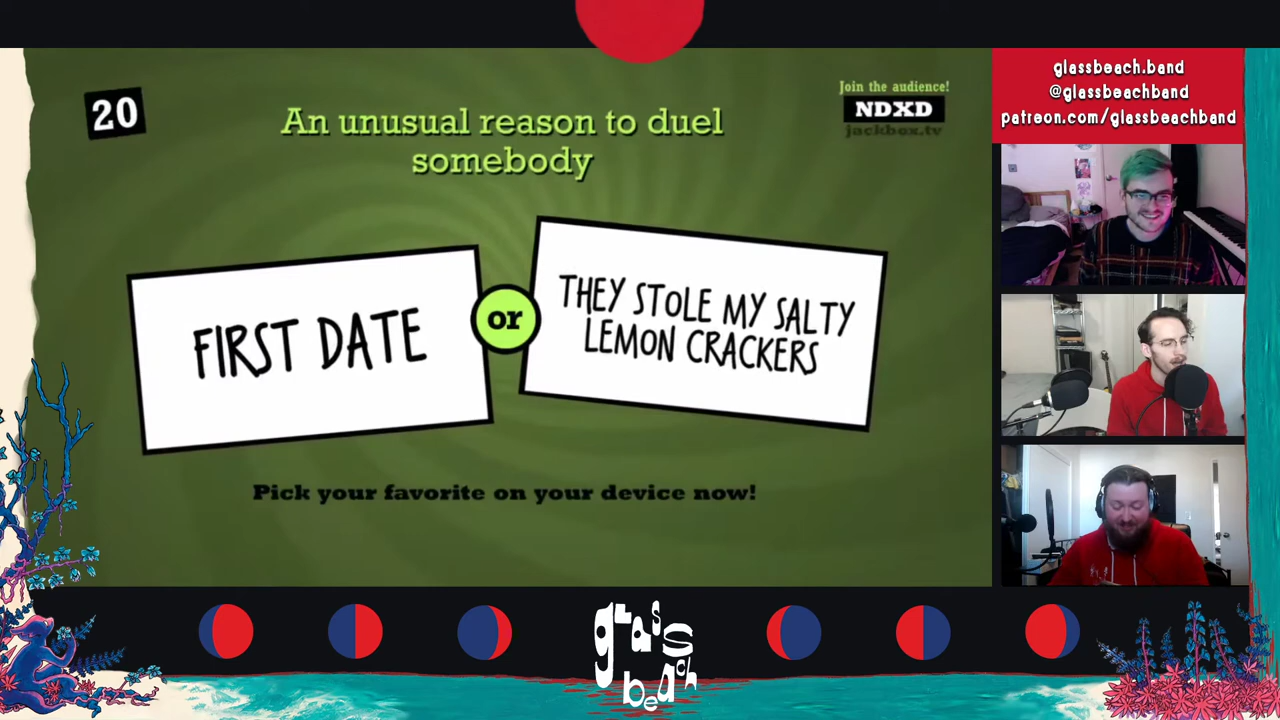 20
An unusual reason to duel
somebody
Join the audience!
NDXD
jackbox.tv
FIRST DATE
or
THEY STOLE MY SALTY
LEMON CRACKERS
Pick your favorite on your device now!
glassbeach.band
@glassbeachband
patreon.com/glassbeachband
glass
beach